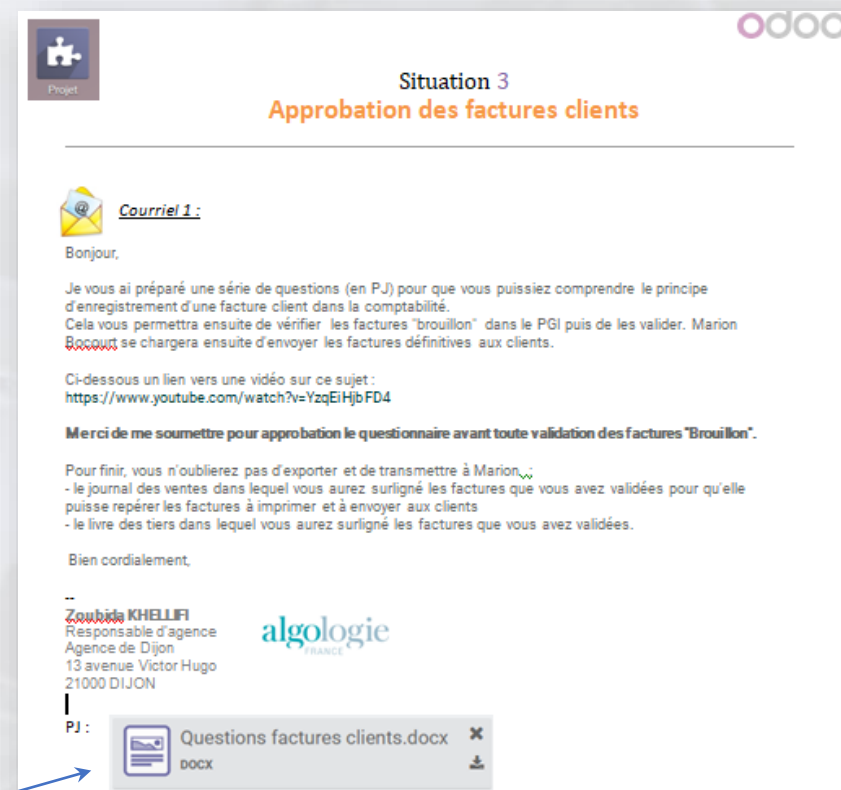 odoo
Projet
Situation 3
Approbation des factures clients
@
Courriel 1 :
Bonjour,
Je vous ai préparé une série de questions (en PJ) pour que vous puissiez comprendre le principe
d'enregistrement d'une facture client dans la comptabilité.
Cela vous permettra ensuite de vérifier les factures "brouillon" dans le PGI puis de les valider. Marion
Bocourt se chargera ensuite d'envoyer les factures définitives aux clients.
Ci-dessous un lien vers une vidéo sur ce sujet :
https://www.youtube.com/watch?v=YzqEiHjbFD4
Merci de me soumettre pour approbation le questionnaire avant toute validation des factures "Brouillon".
Pour finir, vous n'oublierez pas d'exporter et de transmettre à Marion :
- le journal des ventes dans lequel vous aurez surligné les factures que vous avez validées pour qu'elle
puisse repérer les factures à imprimer et à envoyer aux clients
- le livre des tiers dans lequel vous aurez surligné les factures que vous avez validées.
Bien cordialement,
--
Zoubida KHELLIFI
Responsable d'agence
Agence de Dijon
13 avenue Victor Hugo
21000 DIJON
algologie
FRANCE
PJ :
Questions factures clients.docx
DOCX